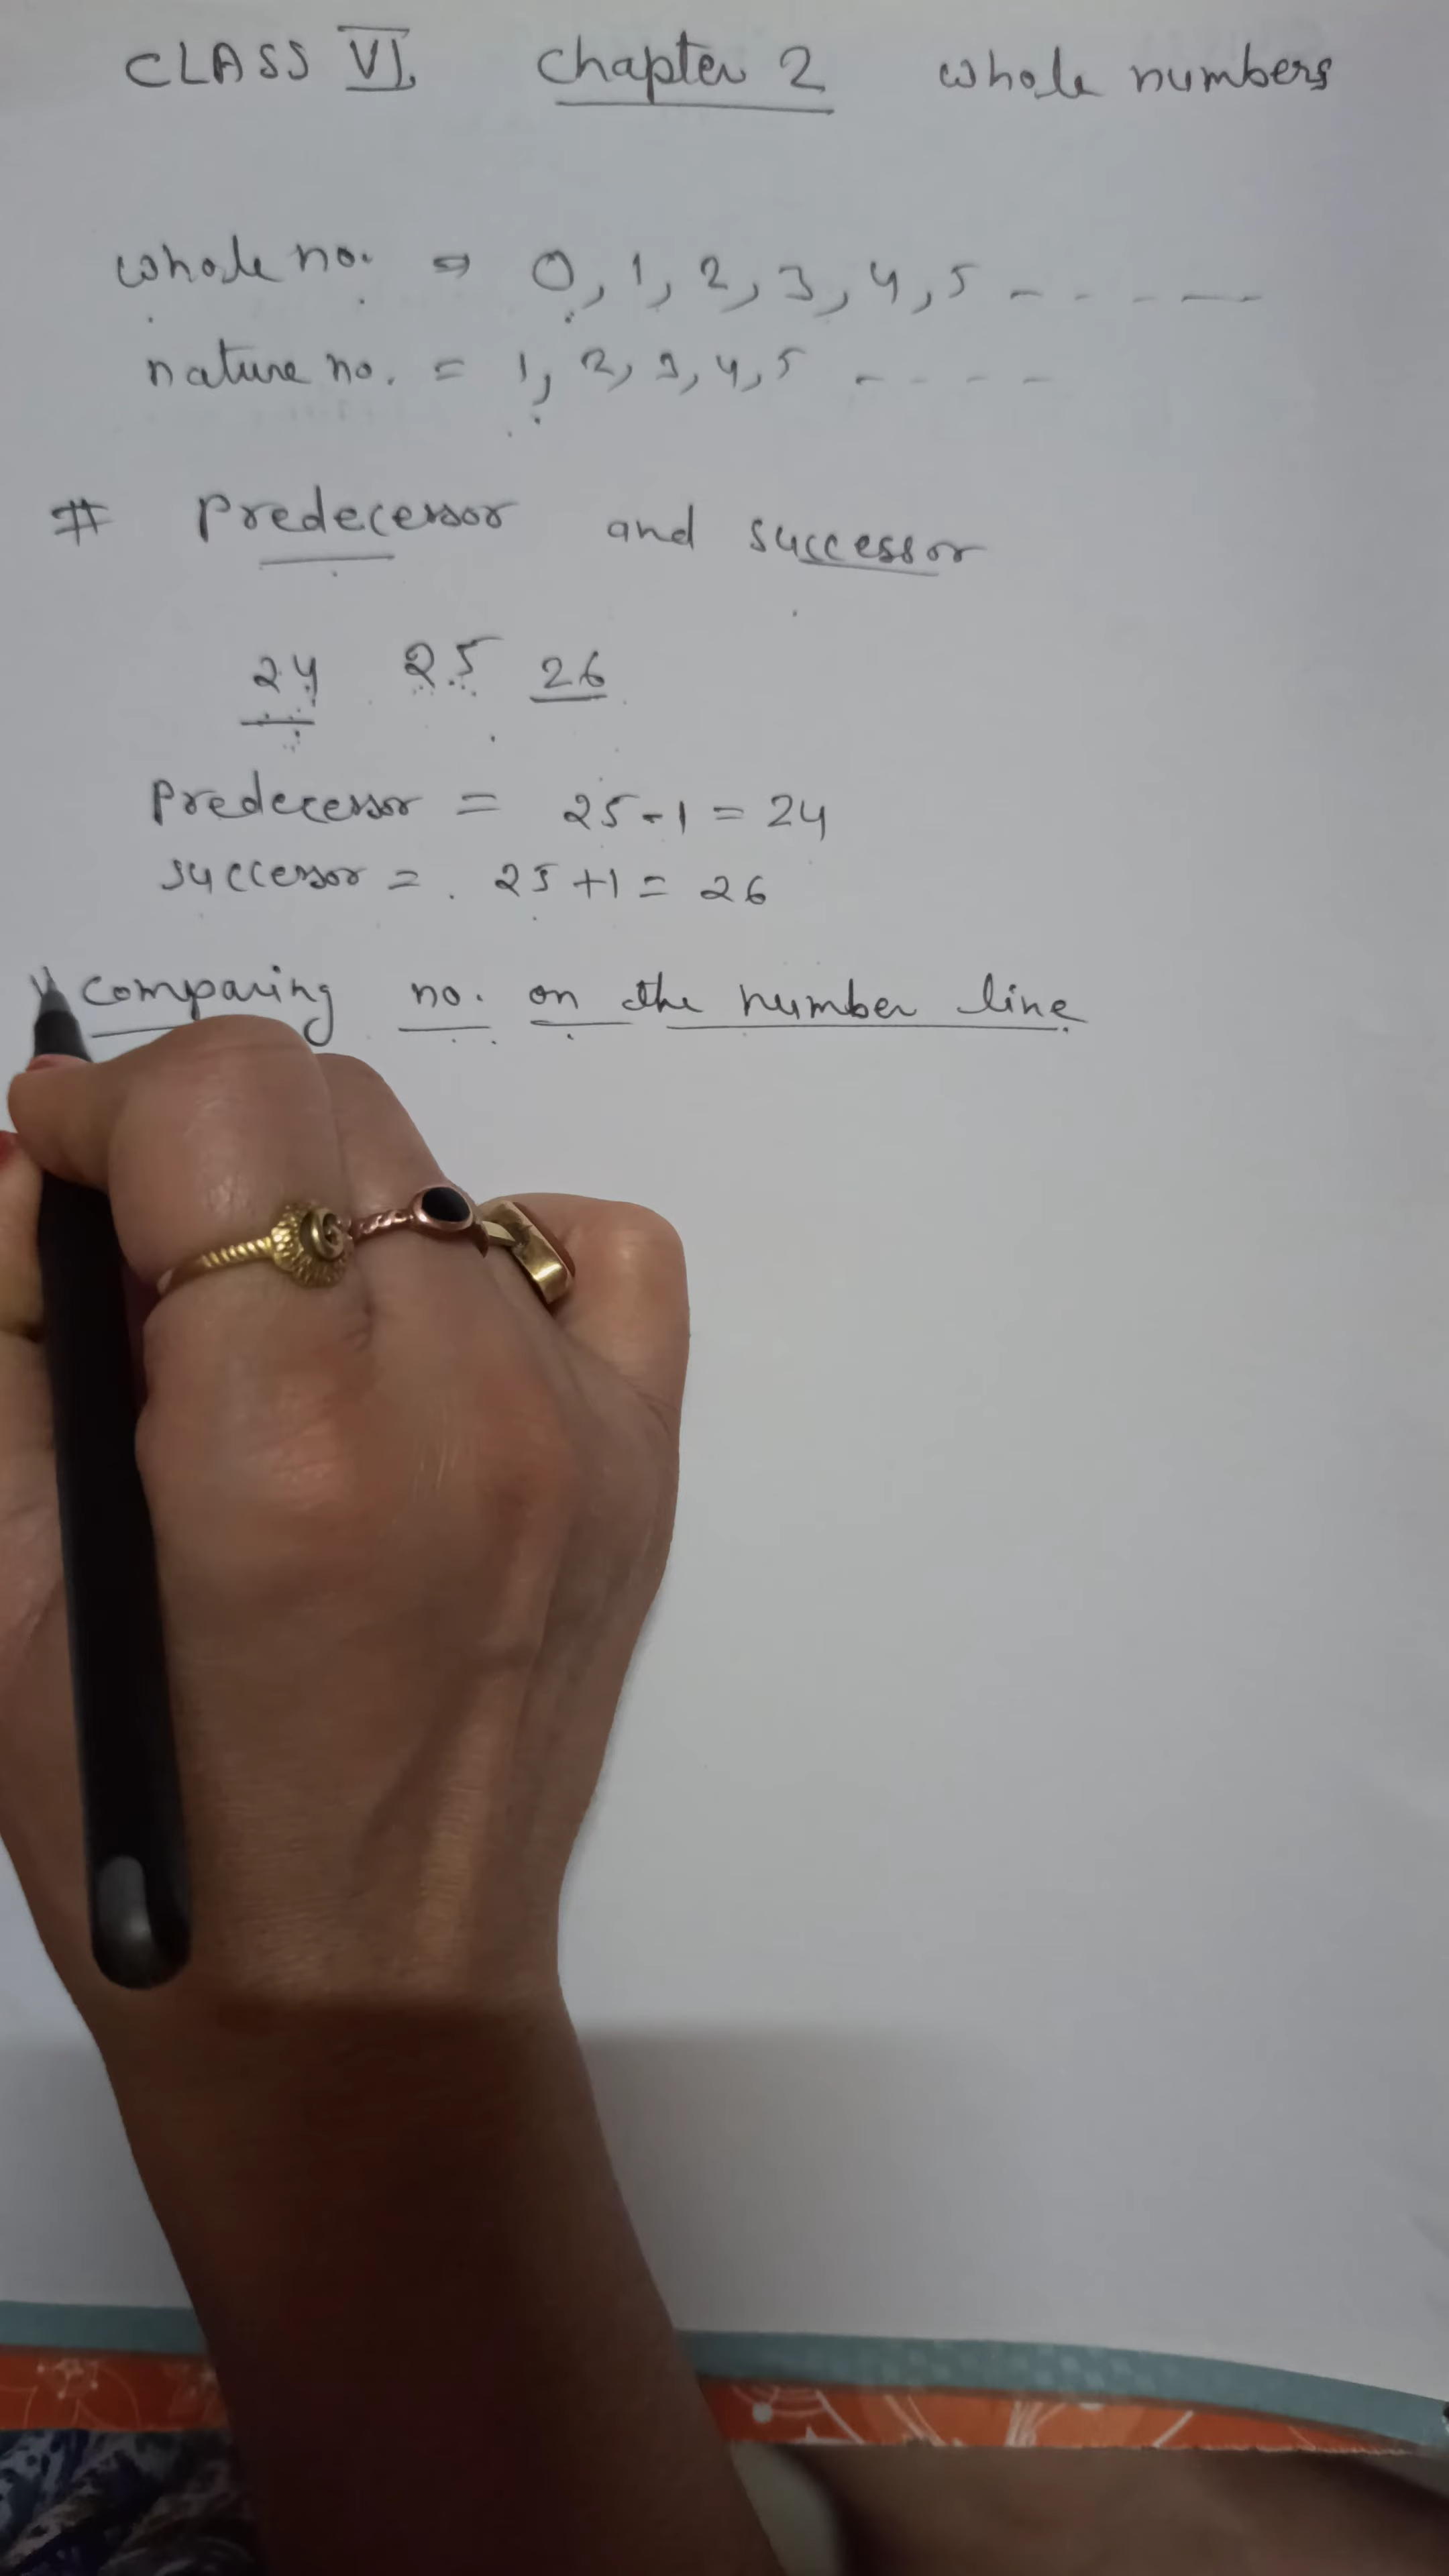 CLASS VI Chapter 2 whole numbers
whole no. ⇒ 0, 1, 2, 3, 4, 5 - - - - -
nature no. = 1, 2, 3, 4, 5 - - - -
# Predecessor and successor
24 25 26
Predecessor = 25-1 = 24
successor = 25+1 = 26
comparing no. on the number line